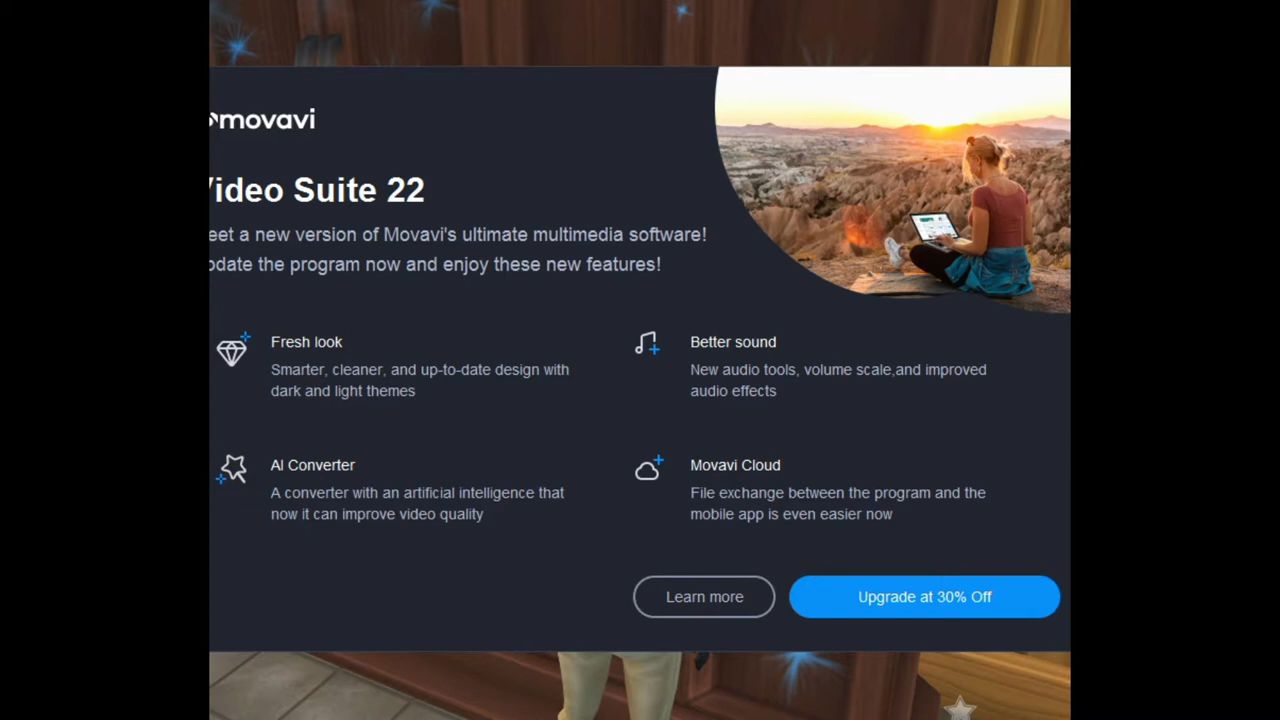 movavi
Video Suite 22
eet a new version of Movavi's ultimate multimedia software!
odate the program now and enjoy these new features!
Fresh look
Smarter, cleaner, and up-to-date design with
dark and light themes
Better sound
New audio tools, volume scale,and improved
audio effects
AI Converter
A converter with an artificial intelligence that
now it can improve video quality
Movavi Cloud
File exchange between the program and the
mobile app is even easier now
Learn more
Upgrade at 30% Off